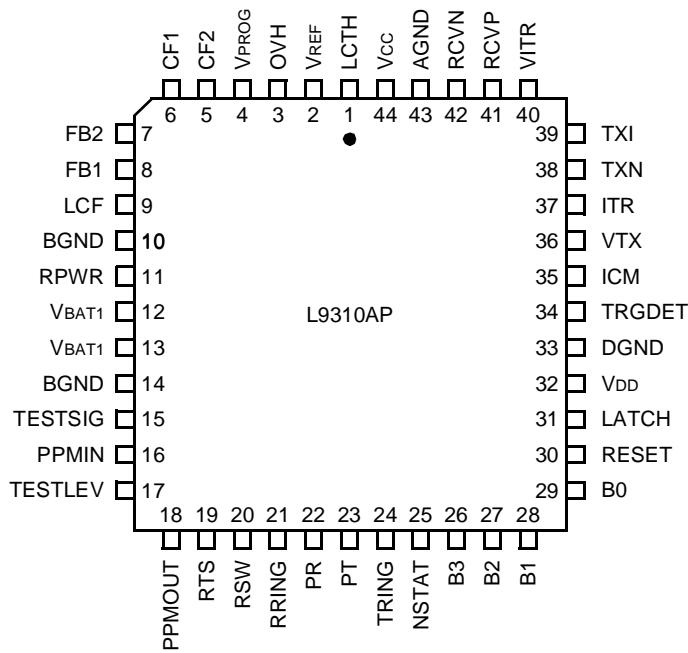 CF1
CF2
VPROG
OVH
VREF
LCTH
VCC
AGND
RCVN
RCVP
VITR
6 5 4 3 2 1 44 43 42 41 40
FB2 7 39 TXI
FB1 8 38 TXN
LCF 9 37 ITR
BGND 10 36 VTX
RPWR 11 35 ICM
VBAT1 12 L9310AP 34 TRGDET
VBAT1 13 33 DGND
BGND 14 32 VDD
TESTSIG 15 31 LATCH
PPMIN 16 30 RESET
TESTLEV 17 29 B0
18 19 20 21 22 23 24 25 26 27 28
PPMOUT
RTS
RSW
RRING
PR
PT
TRING
NSTAT
B3
B2
B1